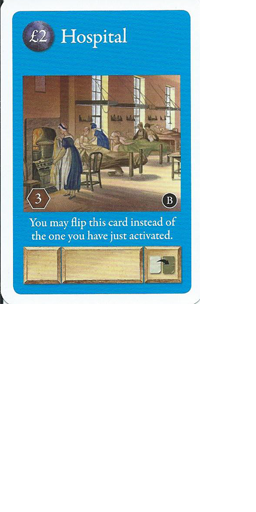 £2 Hospital
3
B
You may flip this card instead of
the one you have just activated.